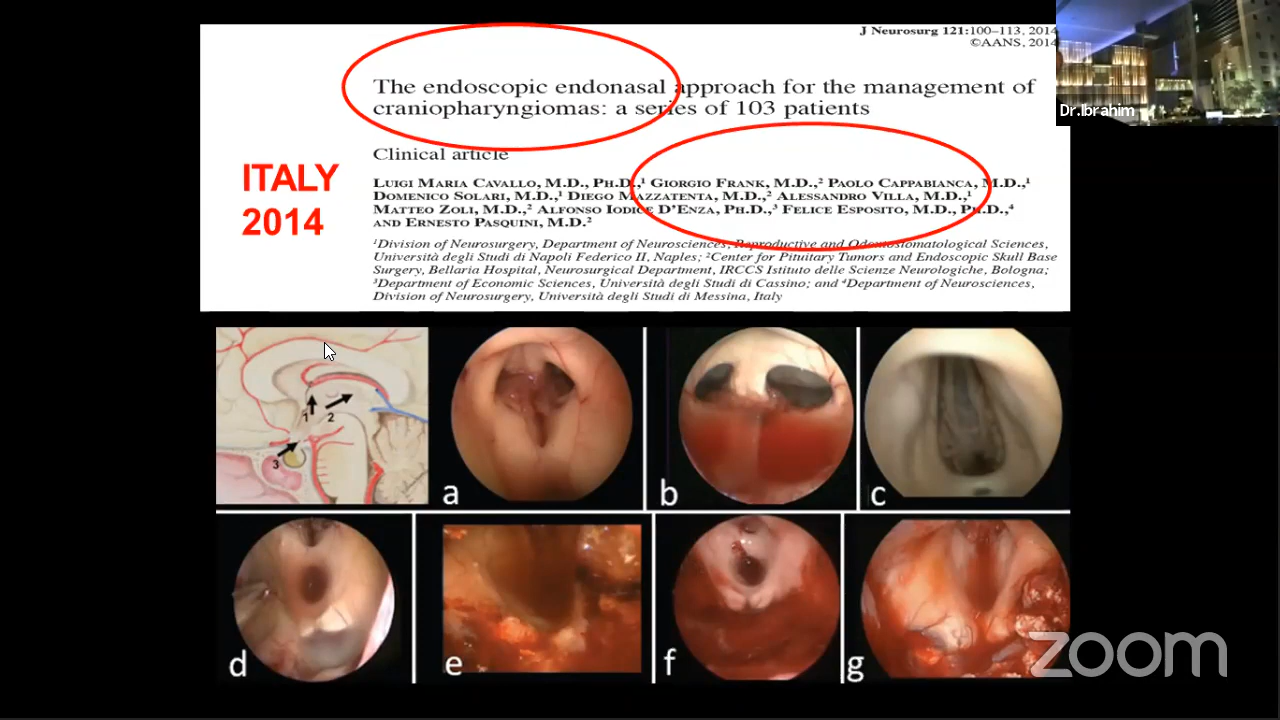 J Neurosurg 121:100–113, 2014
©AANS, 2014
The endoscopic endonasal approach for the management of
craniopharyngiomas: a series of 103 patients
Clinical article
Luigi Maria Cavallo, M.D., Ph.D.,¹ Giorgio Frank, M.D.,² Paolo Cappabianca, M.D.,¹
Domenico Solari, M.D.,¹ Diego Mazzatenta, M.D.,² Alessandro Villa, M.D.,¹
Matteo Zoli, M.D.,² Alfonso Iodice D'Enza, Ph.D.,³ Felice Esposito, M.D., Ph.D.,⁴
and Ernesto Pasquini, M.D.²
¹Division of Neurosurgery, Department of Neurosciences, Reproductive and Odontostomatological Sciences,
Università degli Studi di Napoli Federico II, Naples; ²Center for Pituitary Tumors and Endoscopic Skull Base
Surgery, Bellaria Hospital, Neurosurgical Department, IRCCS Istituto delle Scienze Neurologiche, Bologna;
³Department of Economic Sciences, Università degli Studi di Cassino; and ⁴Department of Neurosciences,
Division of Neurosurgery, Università degli Studi di Messina, Italy
ITALY
2014
Dr.Ibrahim
1
2
3
a
b
c
d
e
f
g
zoom